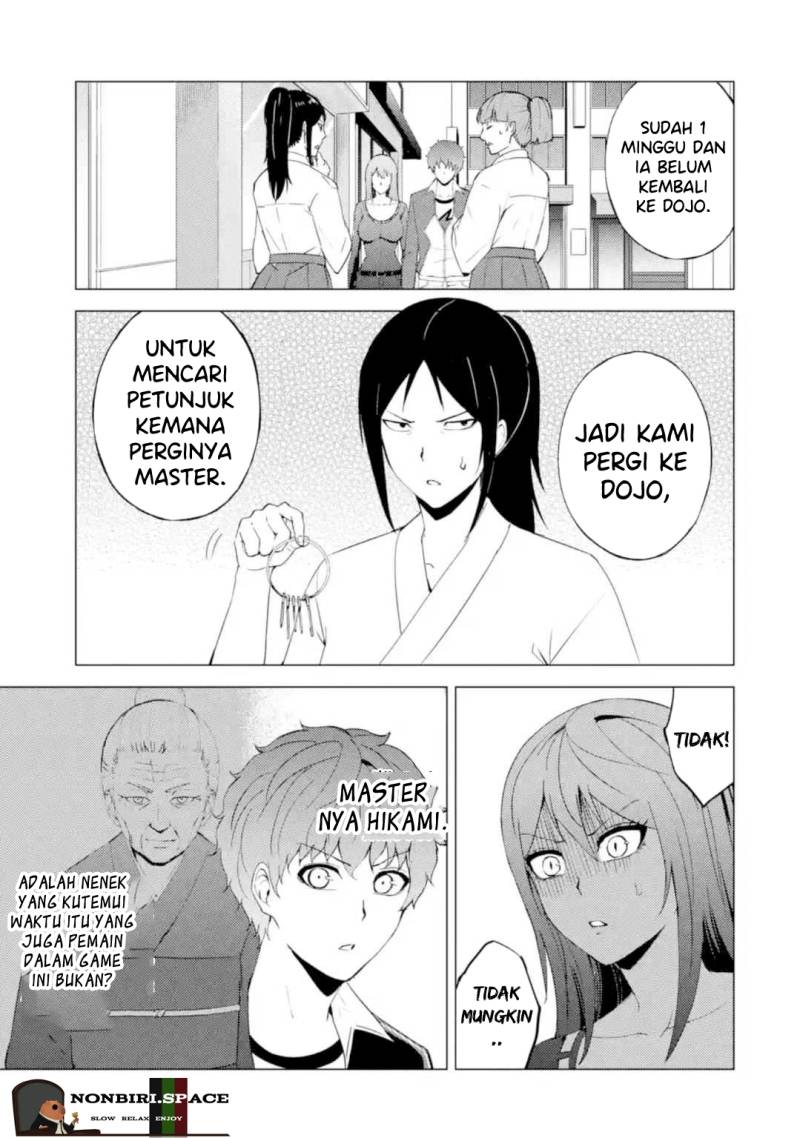 SUDAH 1
MINGGU DAN
IA BELUM
KEMBALI
KE DOJO.
JADI KAMI
PERGI KE
DOJO,
UNTUK
MENCARI
PETUNJUK
KEMANA
PERGINYA
MASTER.
TIDAK!
TIDAK
MUNGKIN
..
MASTER
NYA HIKAMI.
ADALAH NENEK
YANG KUTEMUI
WAKTU ITU YANG
JUGA PEMAIN
DALAM GAME
INI BUKAN?
NONBIRI.SPACE
SLOW RELAX ENJOY